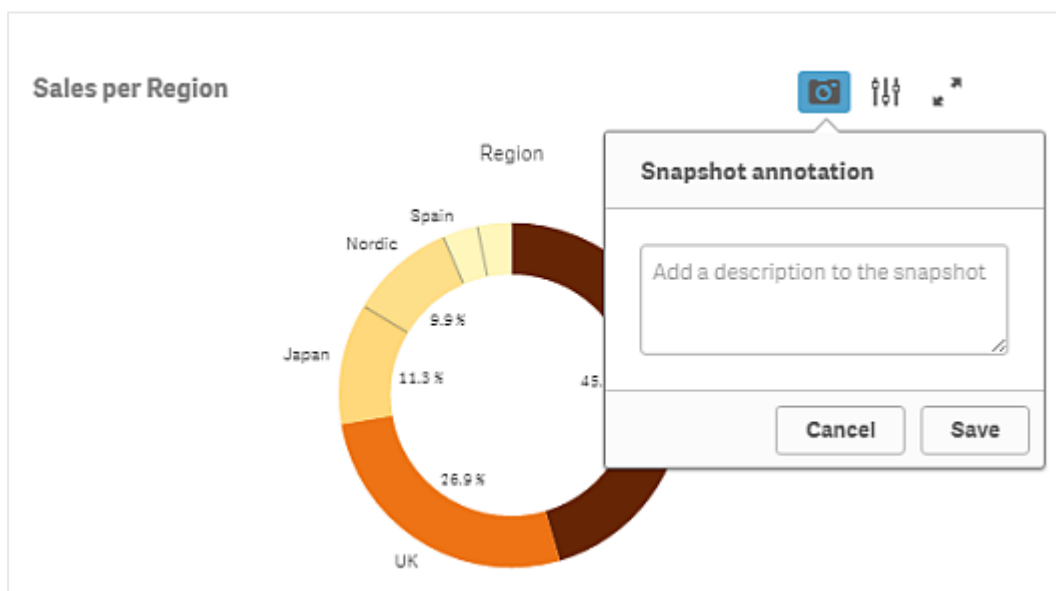 Sales per Region
Region
Snapshot annotation
Spain
Nordic
Add a description to the snapshot
9.9 %
Japan
11.3 %
45.
Cancel
Save
26.9 %
UK